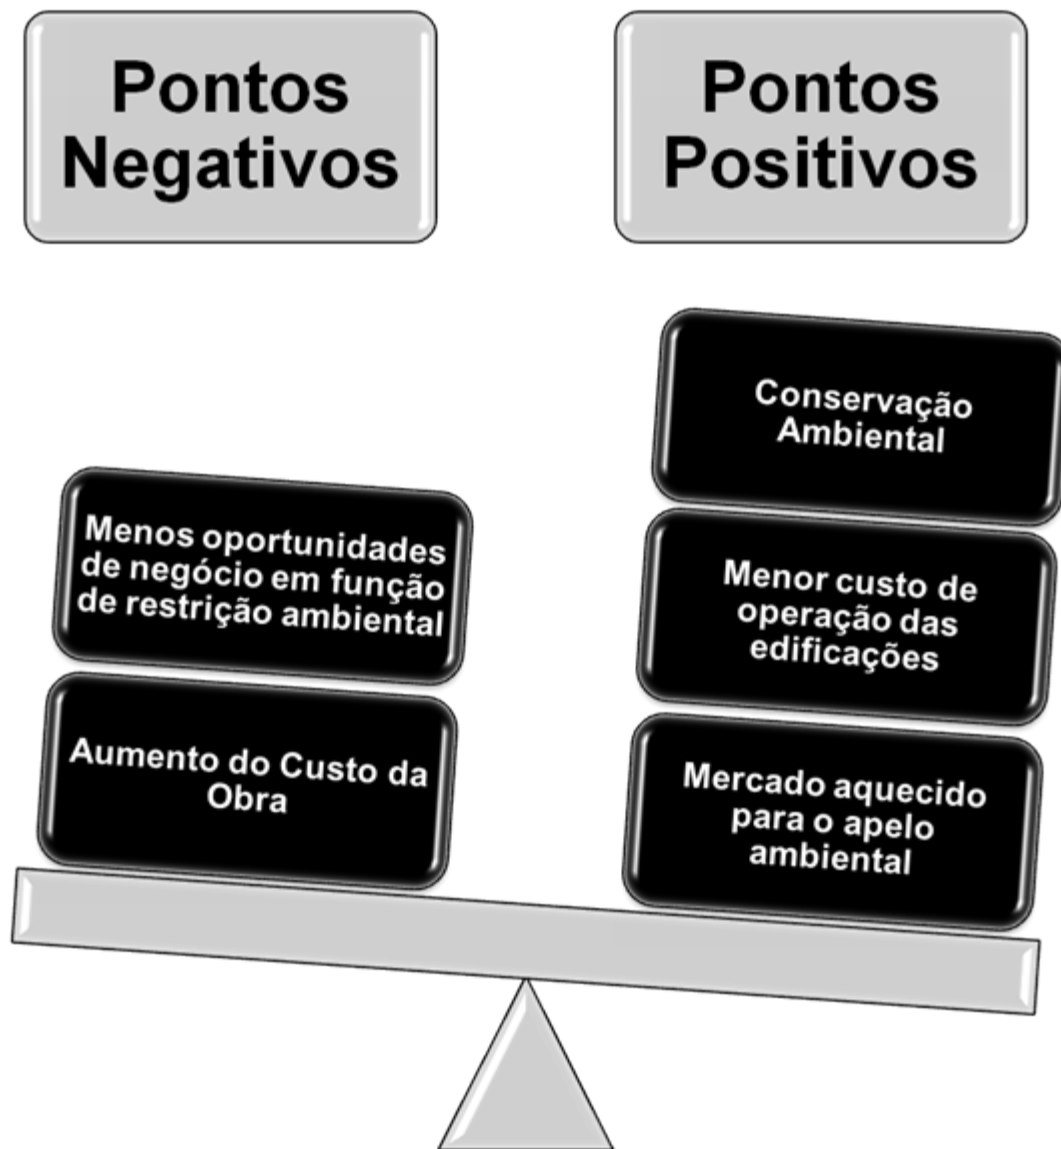 Pontos
Negativos
Pontos
Positivos
Menos oportunidades
de negócio em função
de restrição ambiental
Aumento do Custo da
Obra
Conservação
Ambiental
Menor custo de
operação das
edificações
Mercado aquecido
para o apelo
ambiental